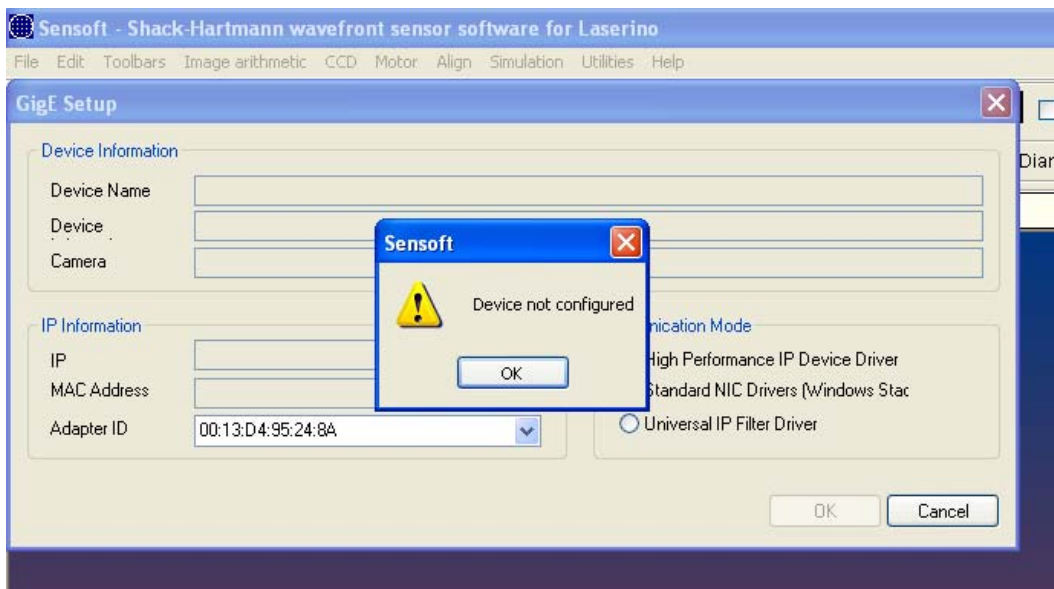 Sensoft - Shack-Hartmann wavefront sensor software for Laserino
File Edit Toolbars Image arithmetic CCD Motor Align Simulation Utilities Help
GigE Setup
Device Information
Device Name
Device
Camera
Sensoft
Device not configured
OK
IP Information
IP
MAC Address
Adapter ID 00:13:D4:95:24:8A
nication Mode
High Performance IP Device Driver
Standard NIC Drivers (Windows Stac
Universal IP Filter Driver
OK Cancel
Diar